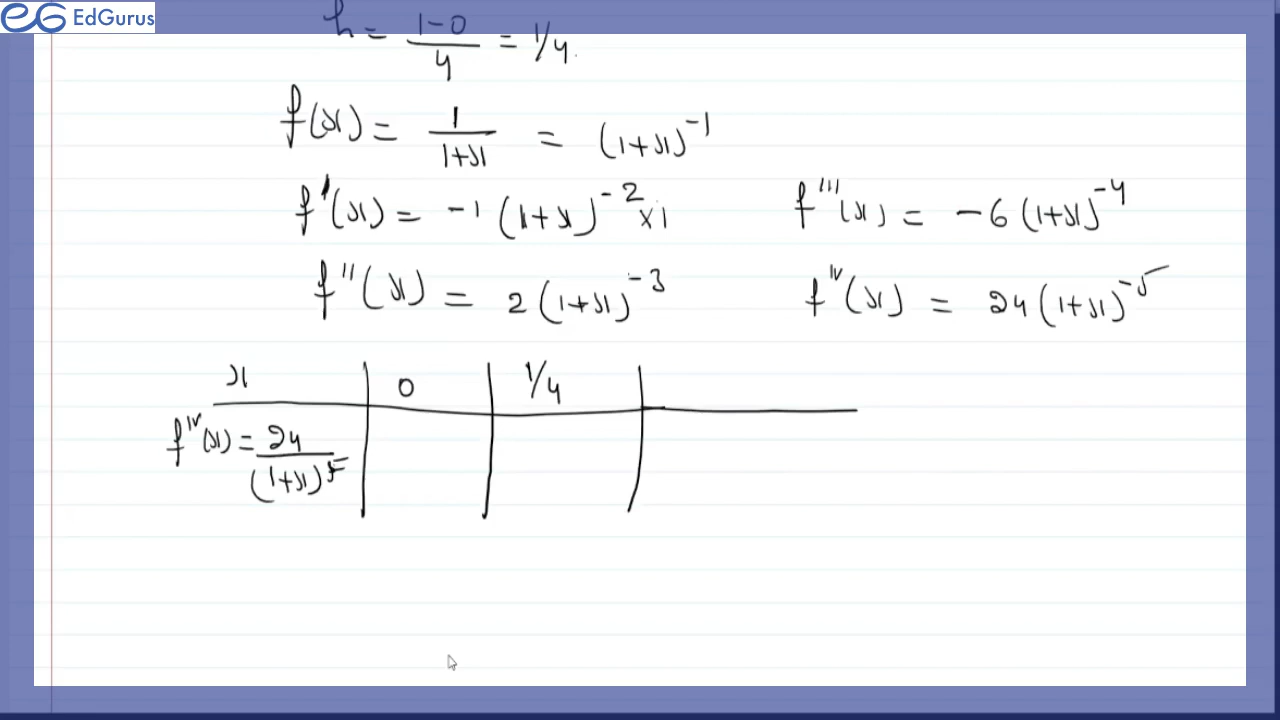 EdGurus
h = 1-0/4 = 1/4.
f(x) = 1/1+x = (1+x)^-1
f'(x) = -1 (1+x)^-2 ×1 f'''(x) = -6 (1+x)^-4
f''(x) = 2 (1+x)^-3 f^IV(x) = 24 (1+x)^-5
x 0 1/4
f^IV(x) = 24/(1+x)^5